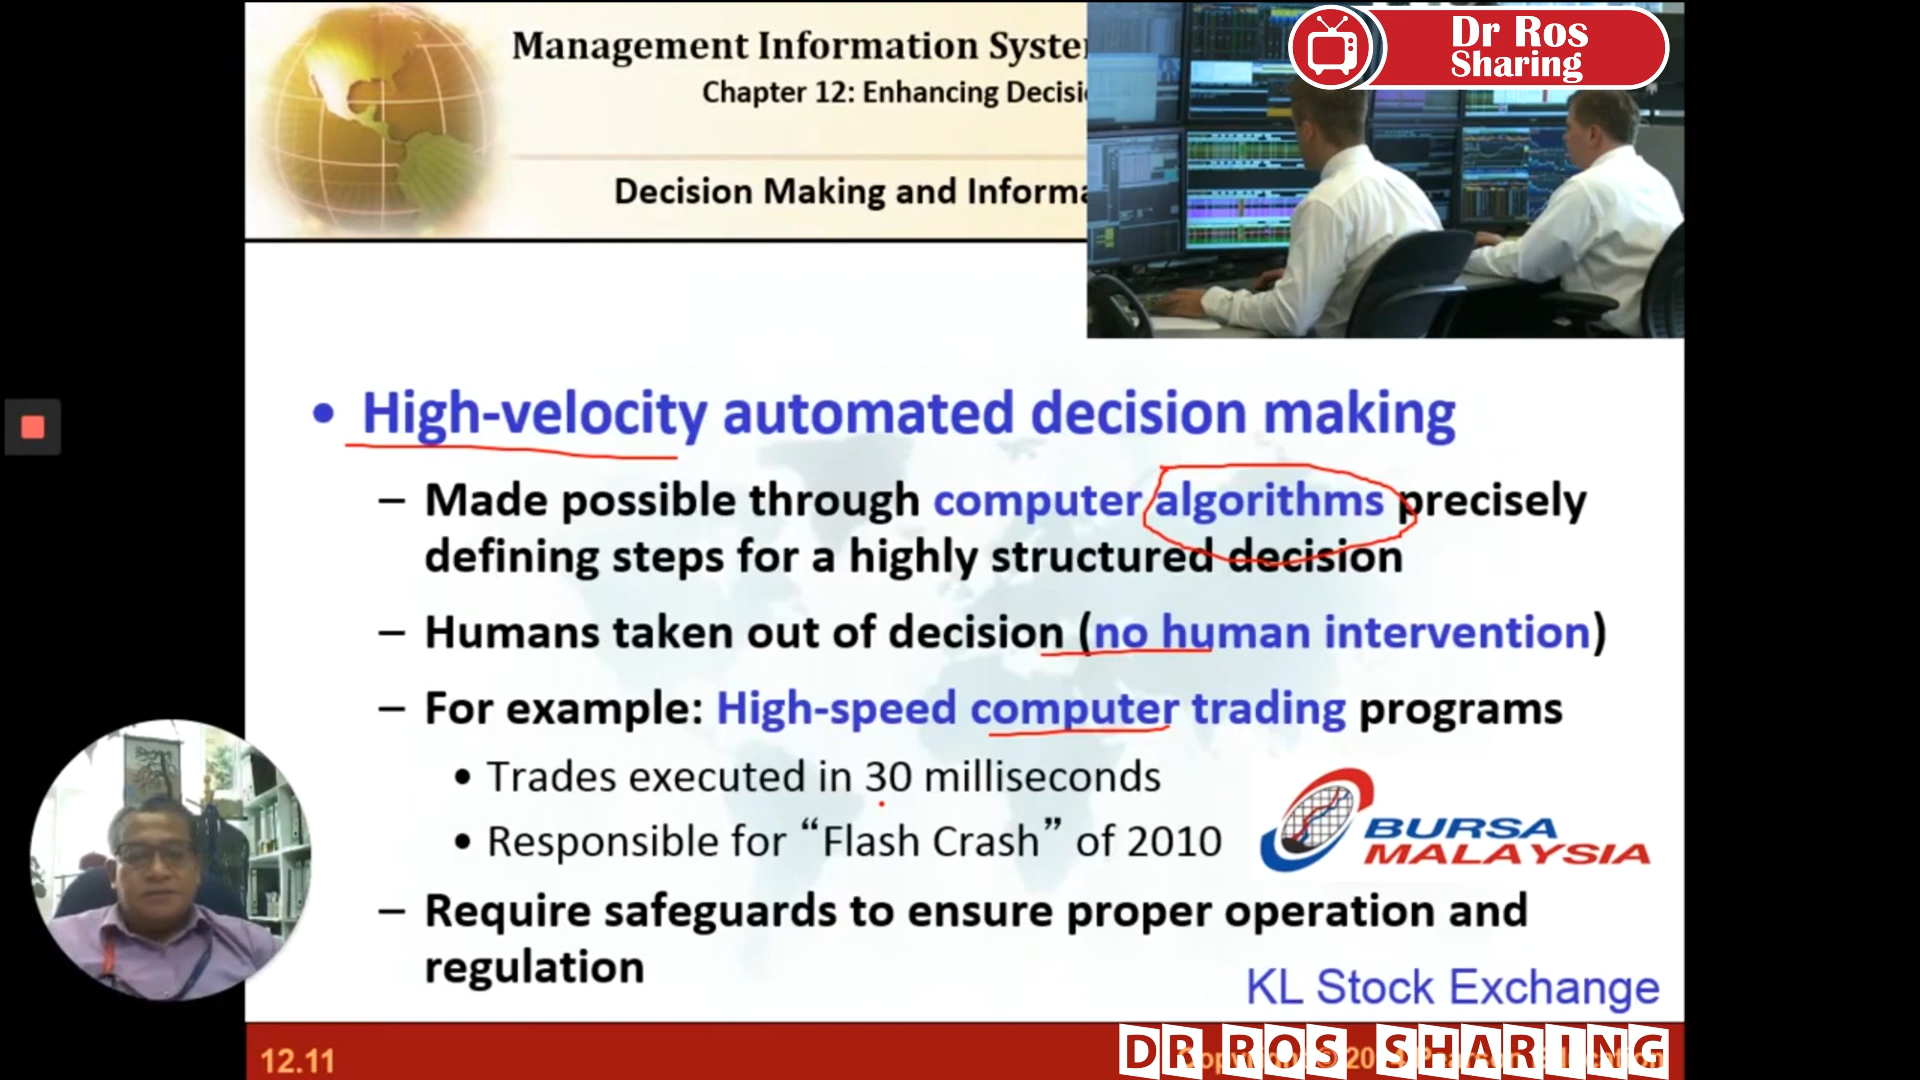 Management Information Syste
Chapter 12: Enhancing Decisi
Decision Making and Informa
Dr Ros
Sharing
• High-velocity automated decision making
– Made possible through computer algorithms precisely
defining steps for a highly structured decision
– Humans taken out of decision (no human intervention)
– For example: High-speed computer trading programs
• Trades executed in 30 milliseconds
• Responsible for “Flash Crash” of 2010
BURSA
MALAYSIA
– Require safeguards to ensure proper operation and
regulation
KL Stock Exchange
12.11
DR ROS SHARING